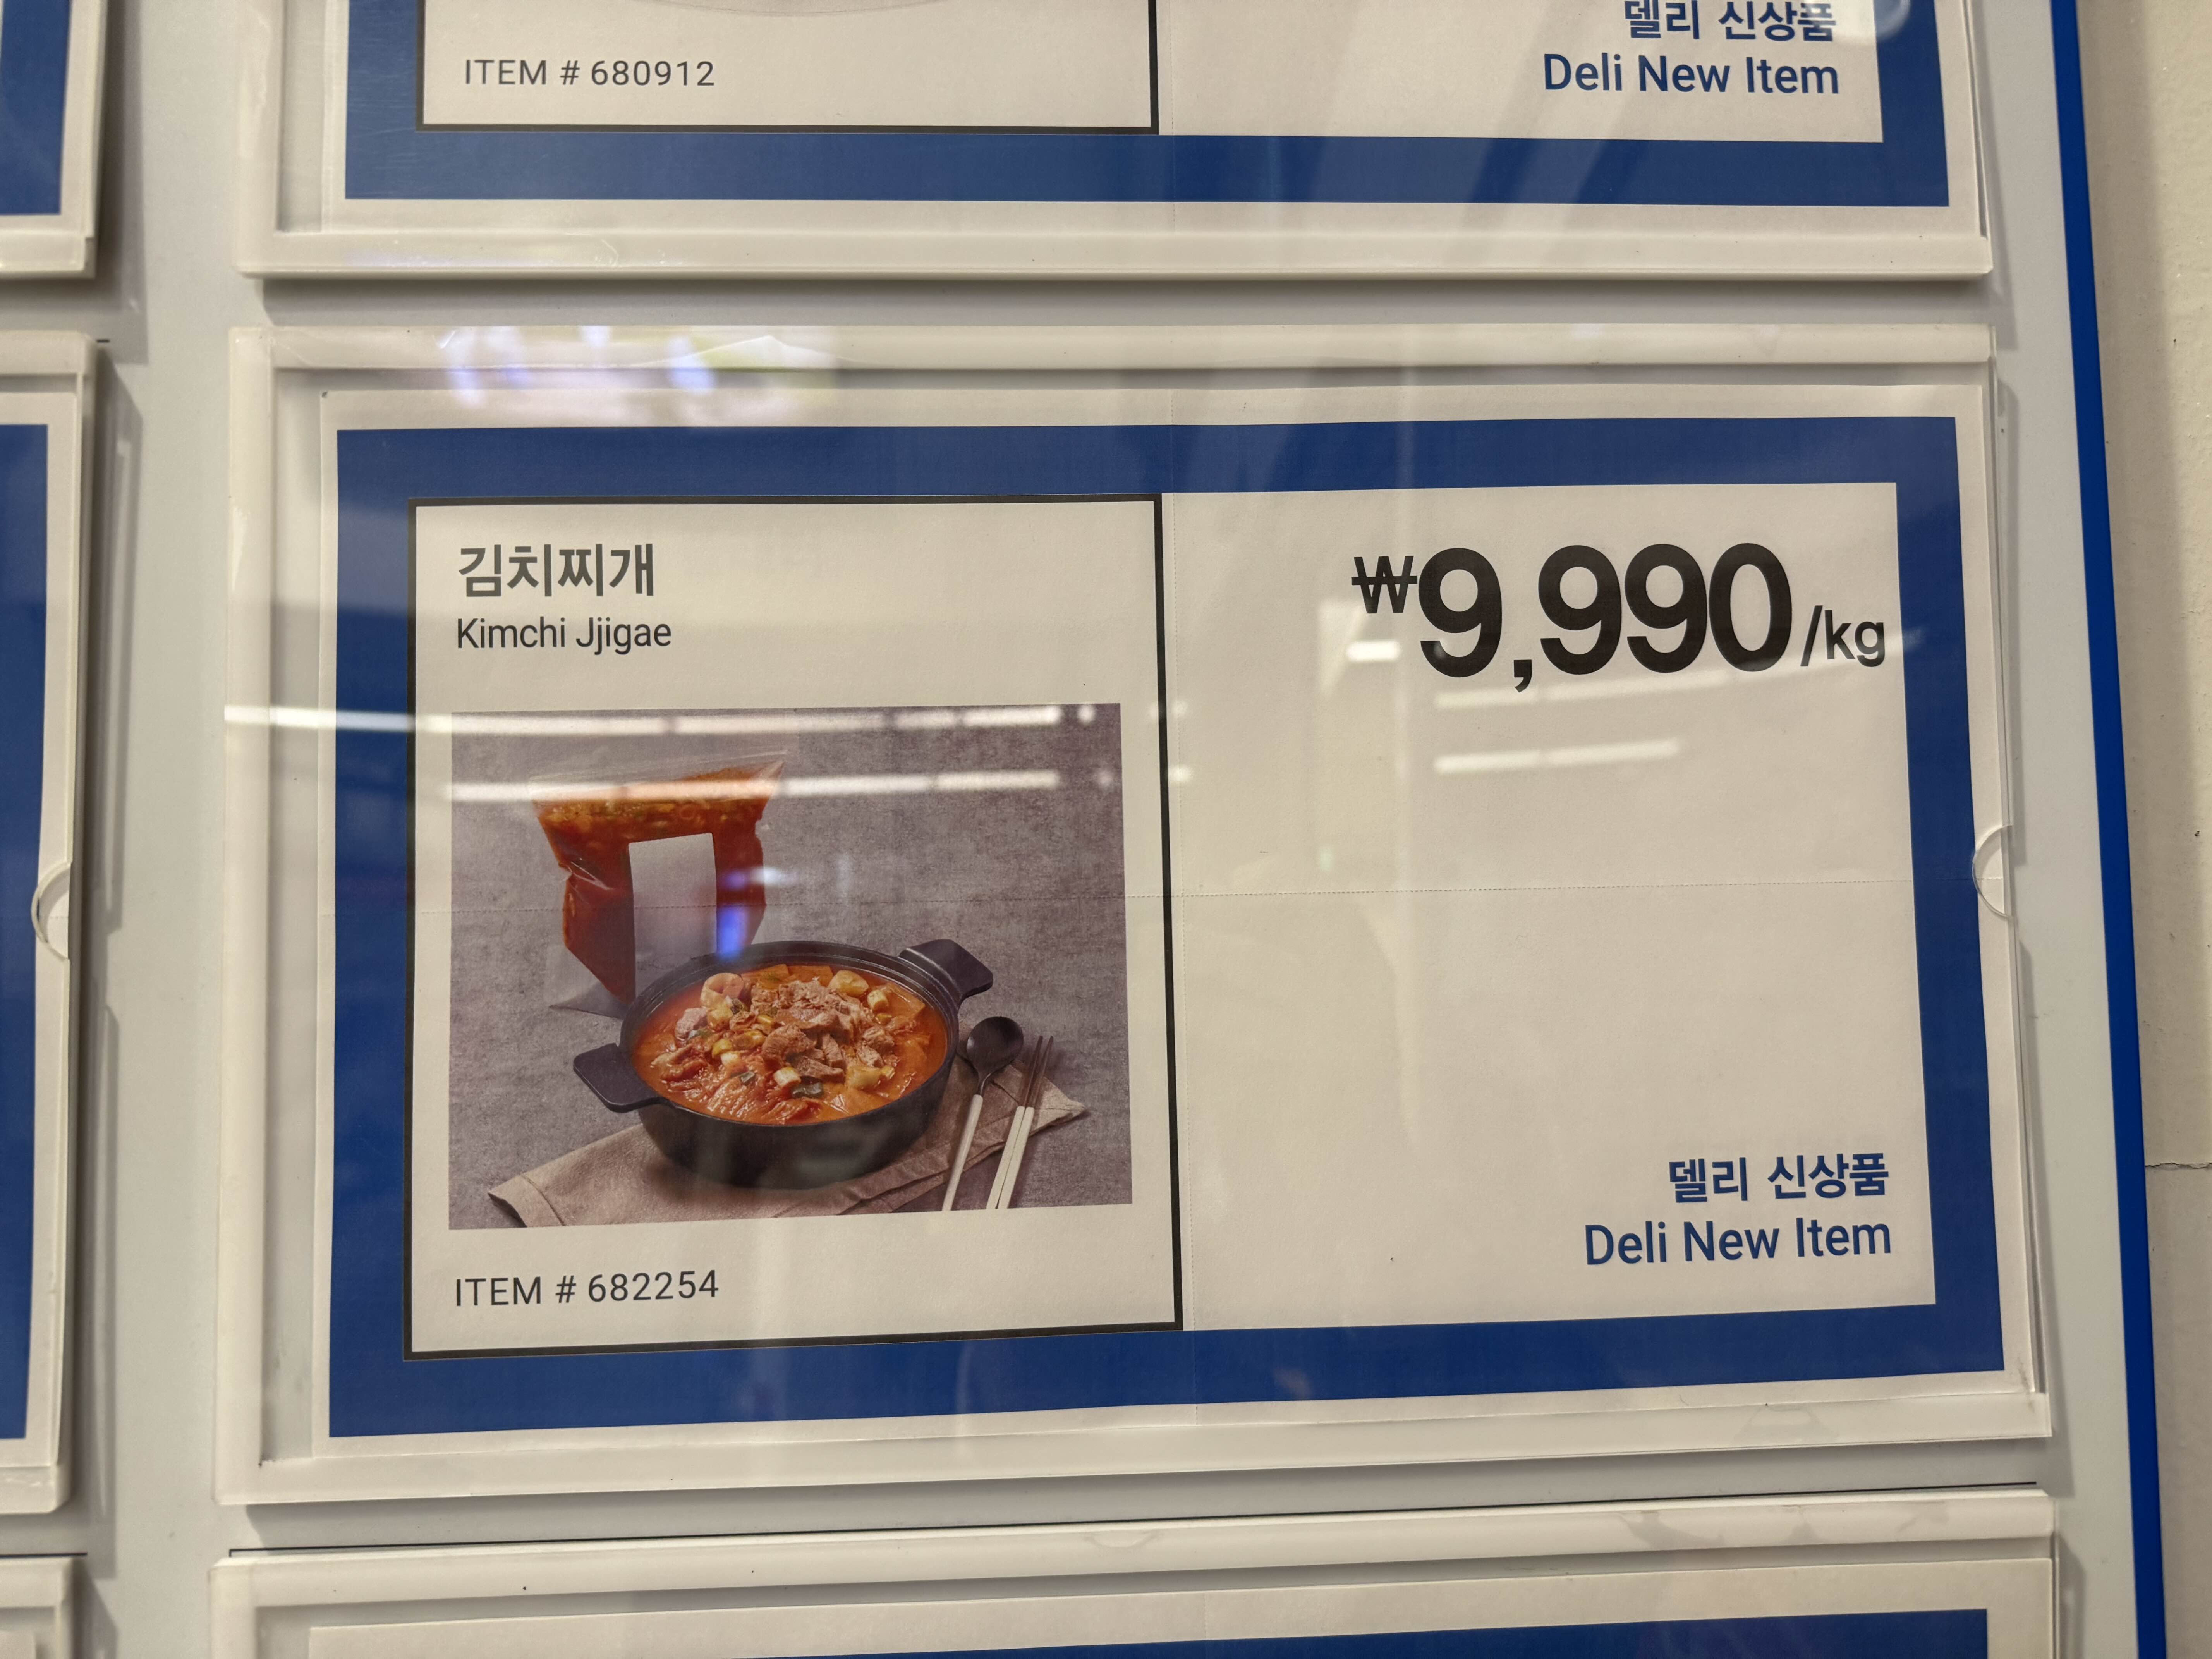 ITEM # 680912
델리 신상품
Deli New Item
김치찌개
Kimchi Jjigae
₩9,990/kg
ITEM # 682254
델리 신상품
Deli New Item